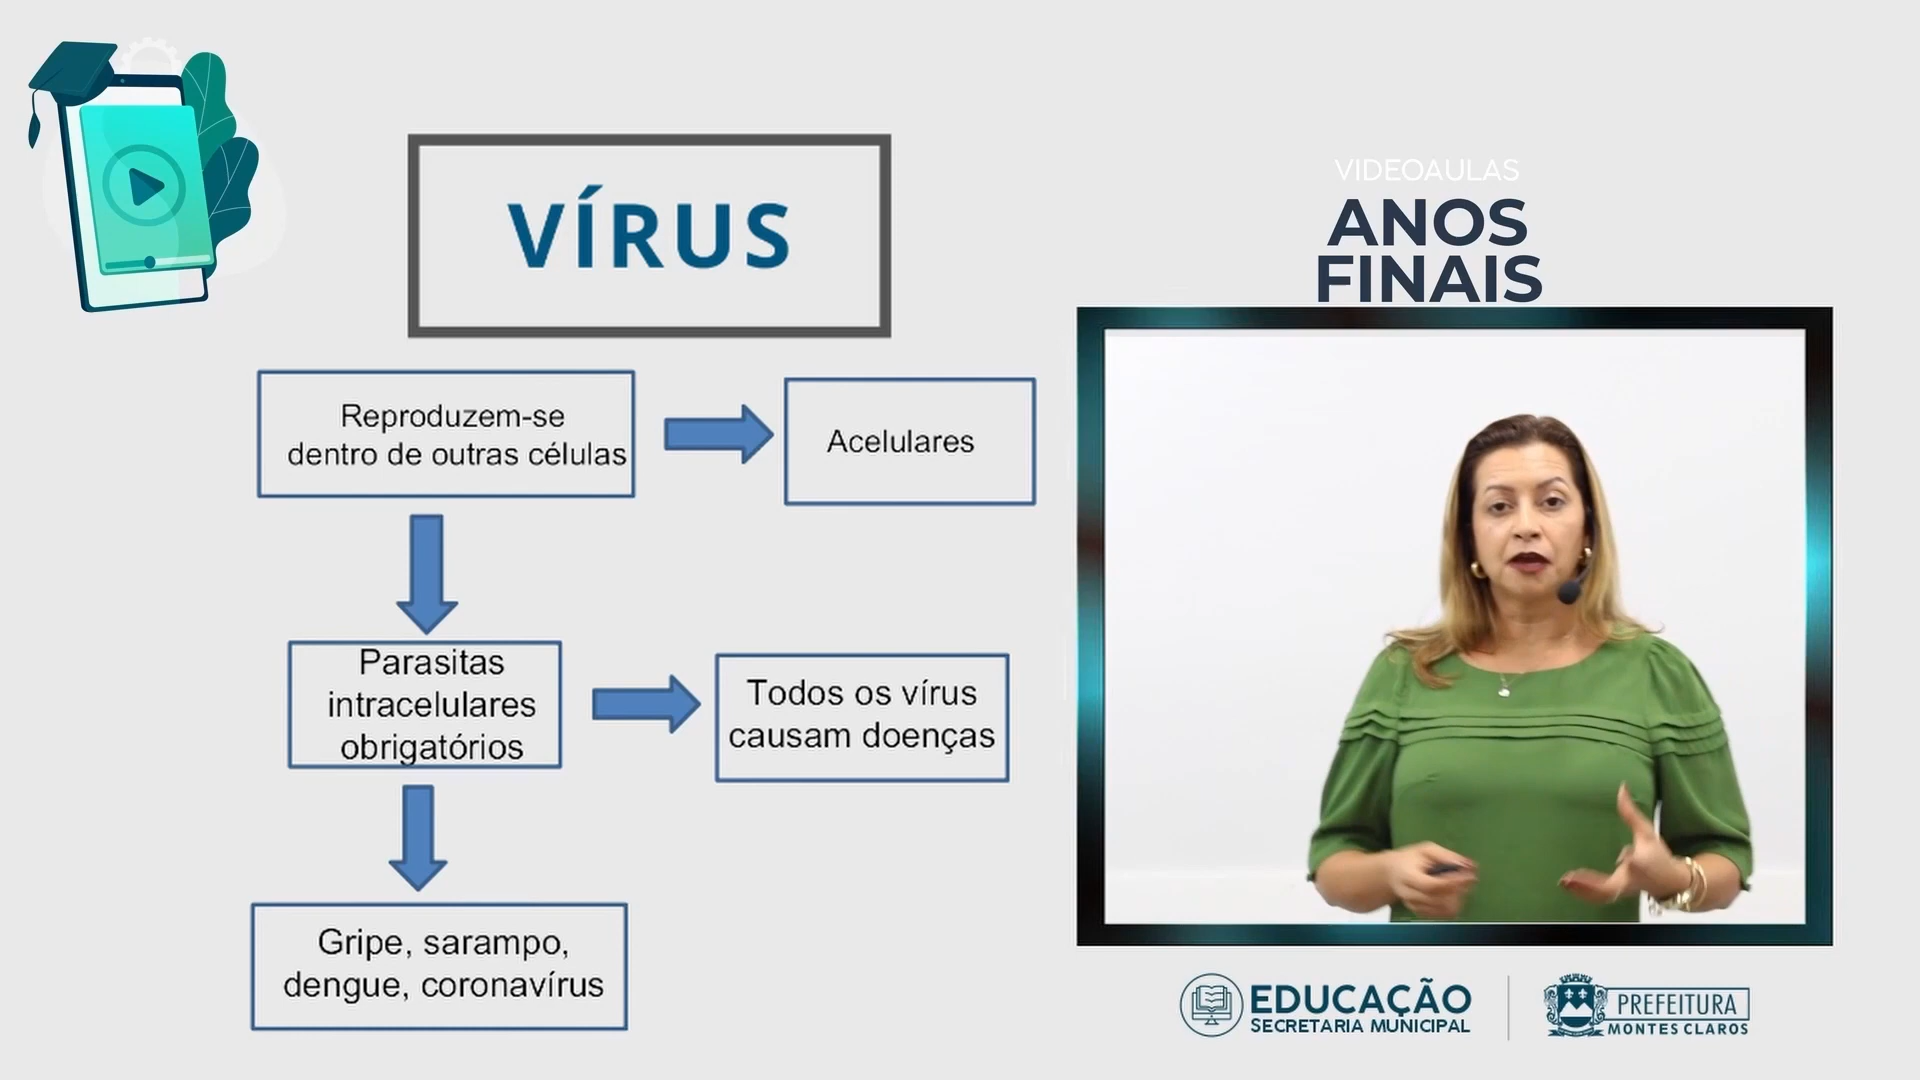 VÍRUS
Reproduzem-se
dentro de outras células
Acelulares
Parasitas
intracelulares
obrigatórios
Todos os vírus
causam doenças
Gripe, sarampo,
dengue, coronavírus
VIDEOAULAS
ANOS
FINAIS
EDUCAÇÃO
SECRETARIA MUNICIPAL
PREFEITURA
MONTES CLAROS